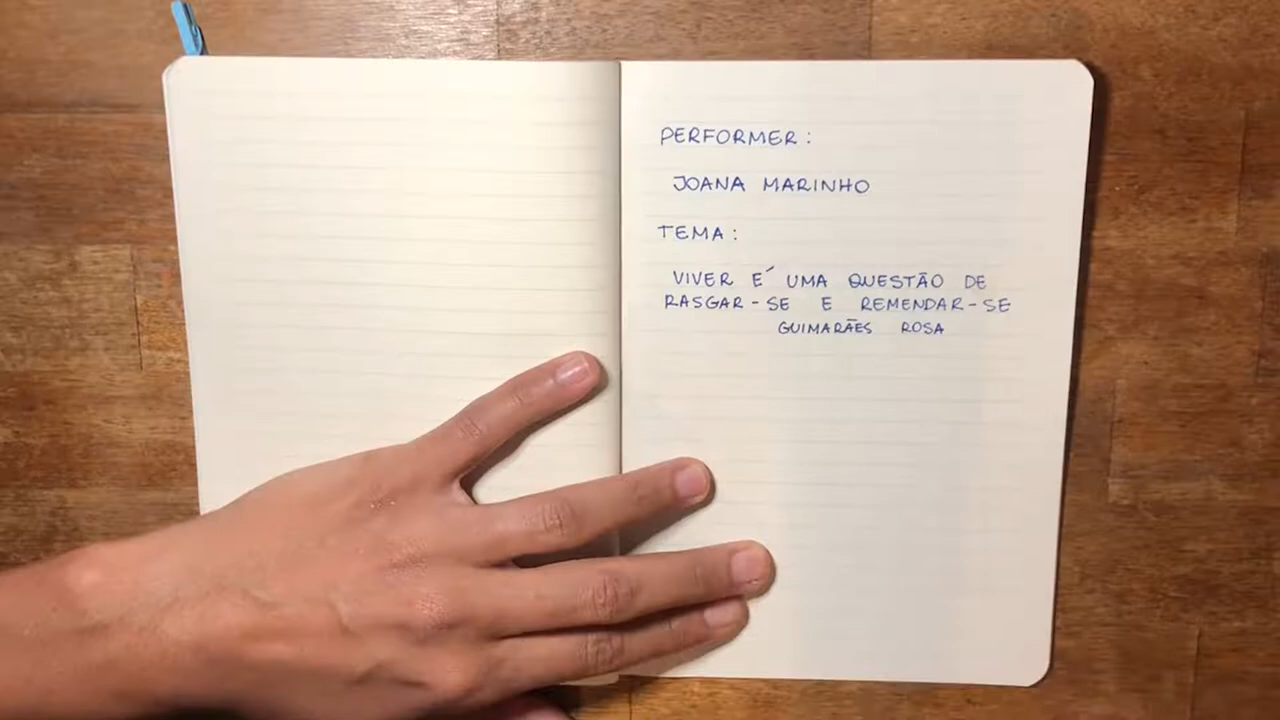 PERFORMER:
JOANA MARINHO
TEMA:
VIVER É UMA QUESTÃO DE
RASGAR-SE E REMENDAR-SE
GUIMARÃES ROSA